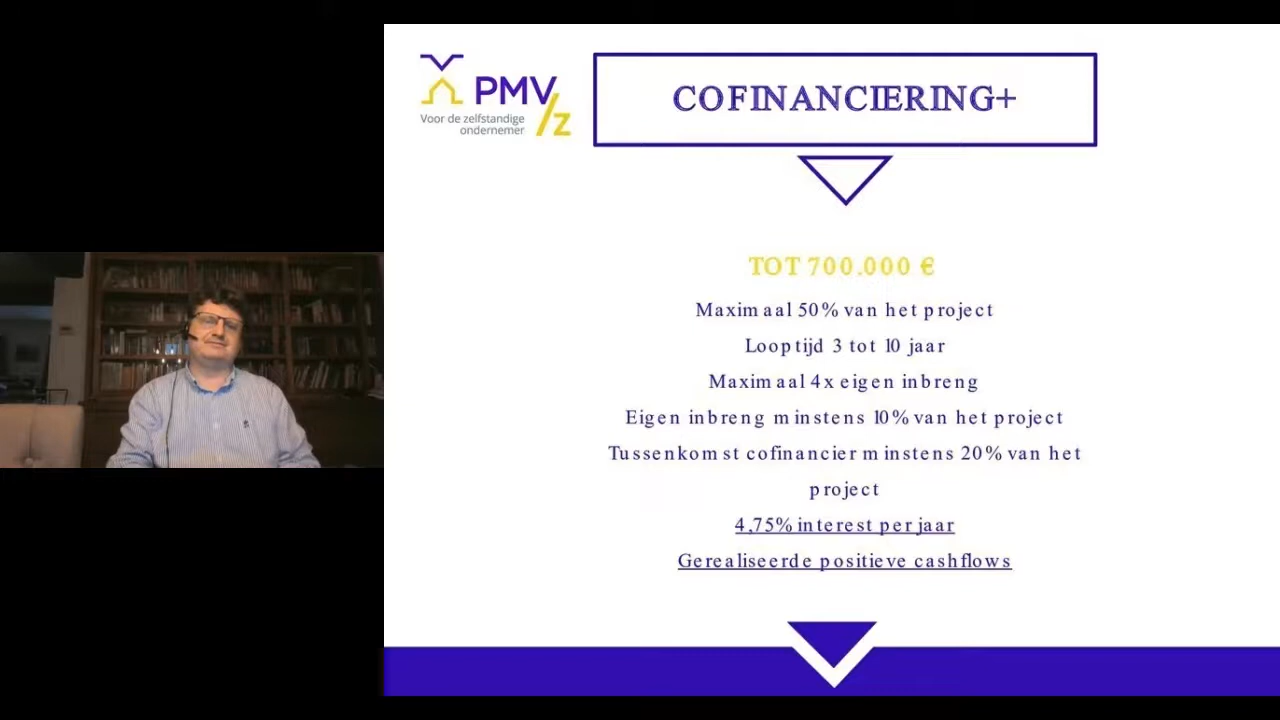 PMV
/z
Voor de zelfstandige
ondernemer
COFINANCIERING+
TOT 700.000 €
Maximaal 50% van het project
Looptijd 3 tot 10 jaar
Maximaal 4x eigen inbreng
Eigen inbreng minstens 10% van het project
Tussenkomst cofinancier minstens 20% van het
project
4,75% interest per jaar
Gerealiseerde positieve cashflows